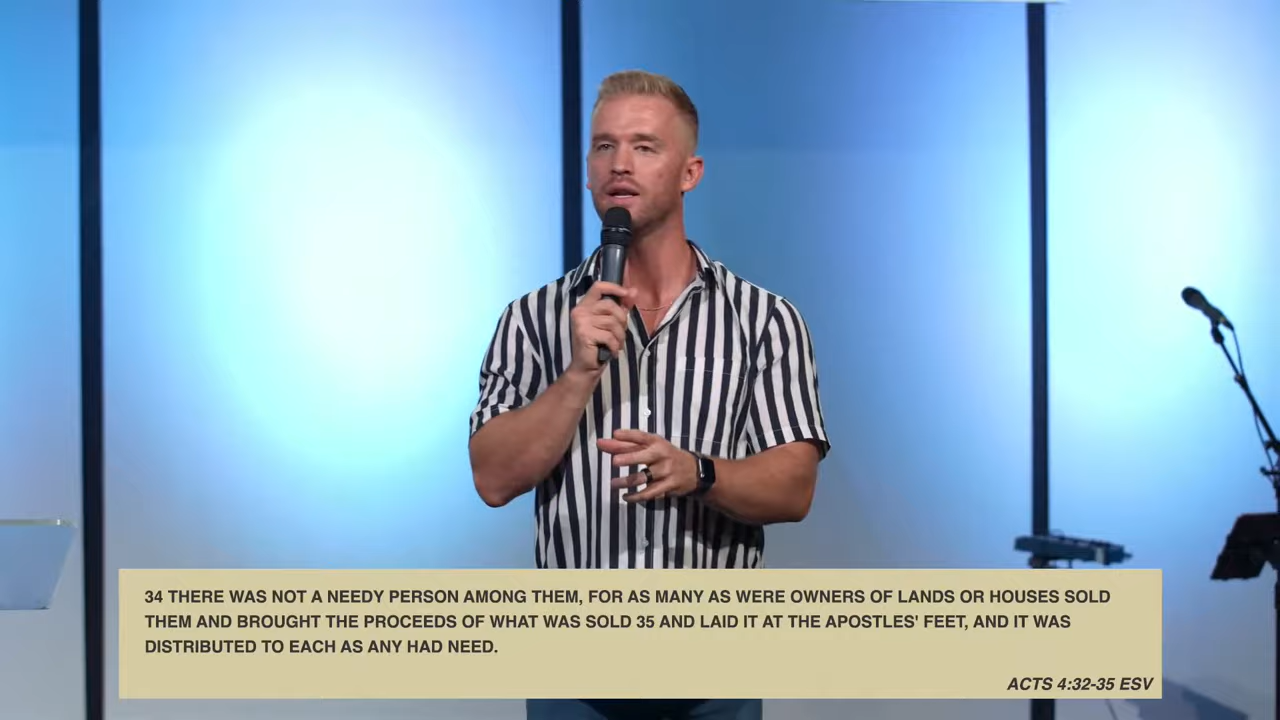 34 THERE WAS NOT A NEEDY PERSON AMONG THEM, FOR AS MANY AS WERE OWNERS OF LANDS OR HOUSES SOLD
THEM AND BROUGHT THE PROCEEDS OF WHAT WAS SOLD 35 AND LAID IT AT THE APOSTLES' FEET, AND IT WAS
DISTRIBUTED TO EACH AS ANY HAD NEED.
ACTS 4:32-35 ESV